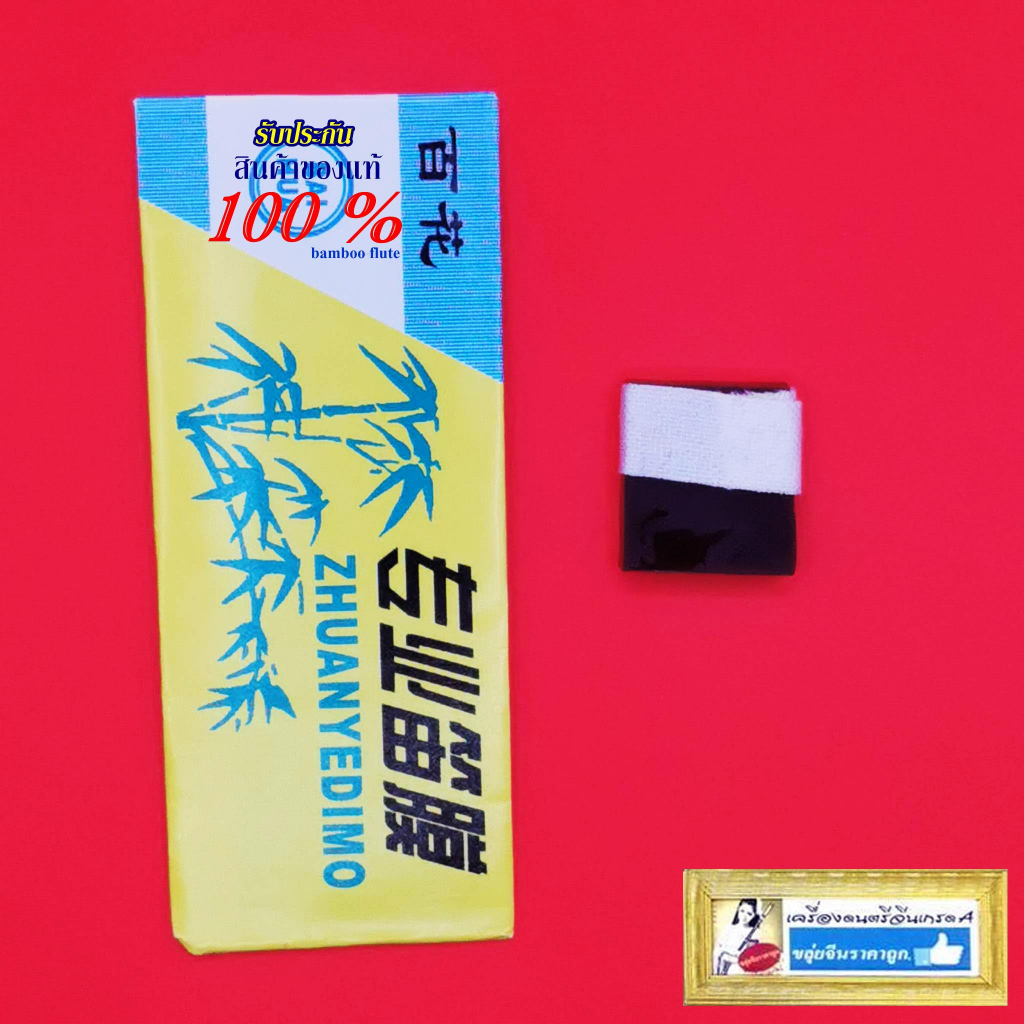 รับประกัน
สินค้าของแท้
100 %
bamboo flute
百花
专业笛膜
ZHUANYEDIMO
เครื่องดนตรีจีนเกรด A
ขลุ่ยจีนราคาถูก.